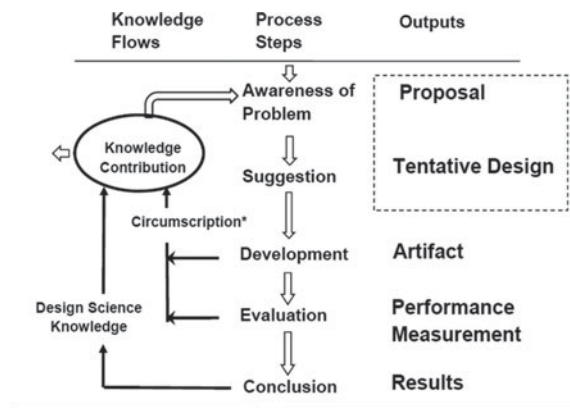 Knowledge Flows
Process Steps
Outputs
Awareness of
Problem
Proposal
Knowledge
Contribution
Suggestion
Tentative Design
Circumscription*
Development
Artifact
Design Science
Knowledge
Evaluation
Performance
Measurement
Conclusion
Results